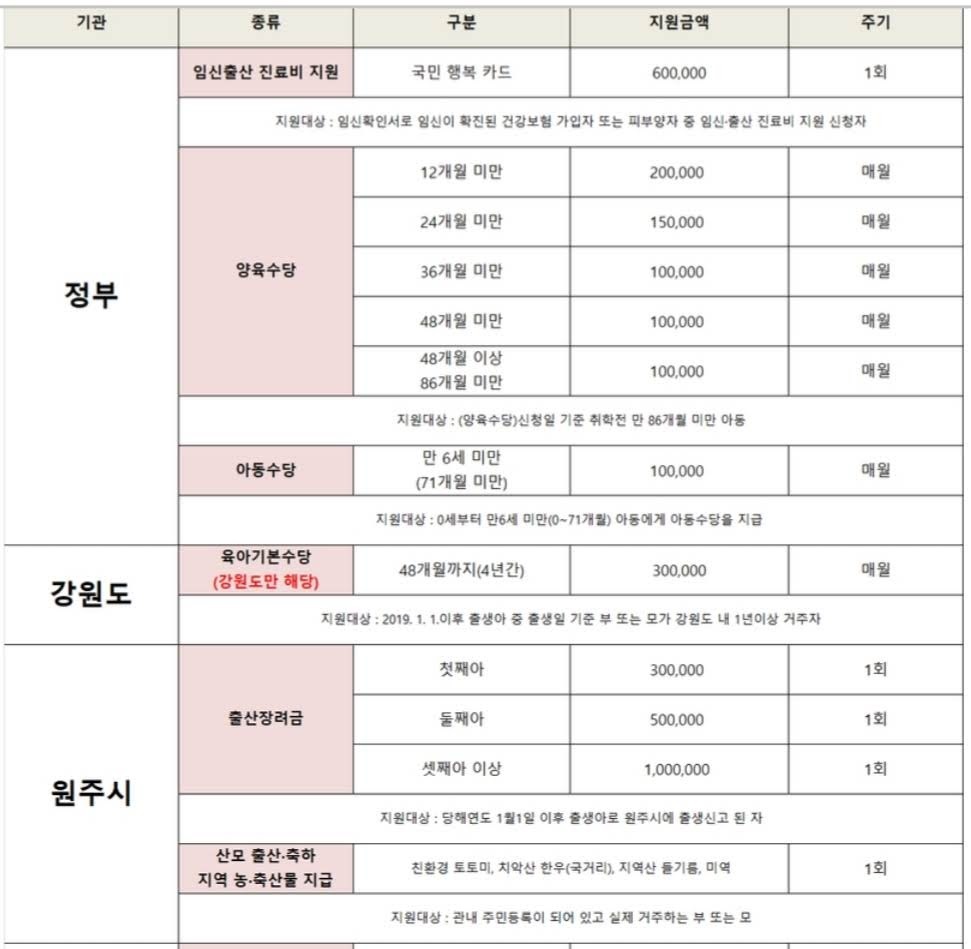 기관 종류 구분 지원금액 주기
정부
임신출산 진료비 지원 국민 행복 카드 600,000 1회
지원대상 : 임신확인서로 임신이 확진된 건강보험 가입자 또는 피부양자 중 임신·출산 진료비 지원 신청자
양육수당
12개월 미만 200,000 매월
24개월 미만 150,000 매월
36개월 미만 100,000 매월
48개월 미만 100,000 매월
48개월 이상
86개월 미만 100,000 매월
지원대상 : (양육수당)신청일 기준 취학전 만 86개월 미만 아동
아동수당
만 6세 미만
(71개월 미만) 100,000 매월
지원대상 : 0세부터 만6세 미만(0~71개월) 아동에게 아동수당을 지급
강원도
육아기본수당
(강원도만 해당)
48개월까지(4년간) 300,000 매월
지원대상 : 2019. 1. 1.이후 출생아 중 출생일 기준 부 또는 모가 강원도 내 1년이상 거주자
원주시
출산장려금
첫째아 300,000 1회
둘째아 500,000 1회
셋째아 이상 1,000,000 1회
지원대상 : 당해연도 1월1일 이후 출생아로 원주시에 출생신고 된 자
산모 출산·축하
지역 농·축산물 지급
친환경 토토미, 치악산 한우(국거리), 지역산 들기름, 미역 1회
지원대상 : 관내 주민등록이 되어 있고 실제 거주하는 부 또는 모